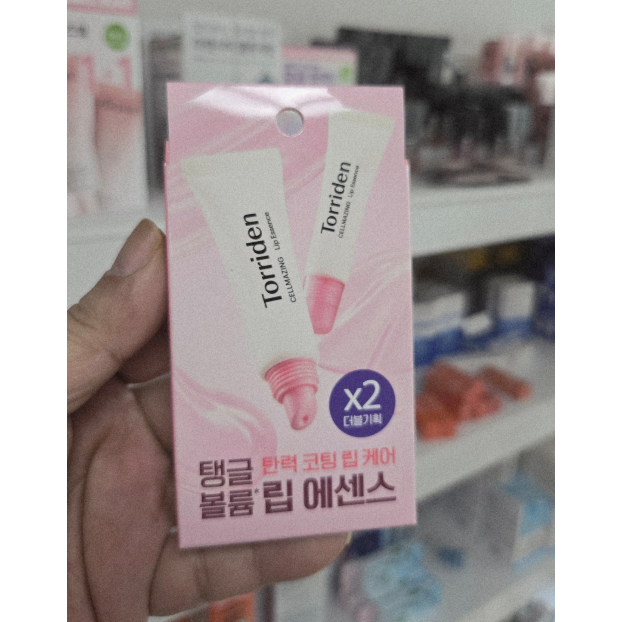 Torriden
CELLMAZING Lip Essence
Torriden
CELLMAZING Lip Essence
x2
더블기획
탄력 코팅 립 케어
탱글
볼륨* 립 에센스